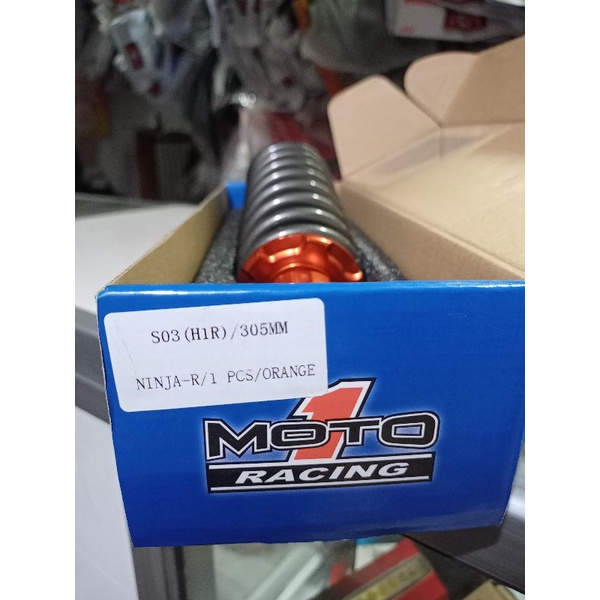 S03(H1R)/305MM
NINJA-R/1 PCS/ORANGE
MOTO 1
RACING